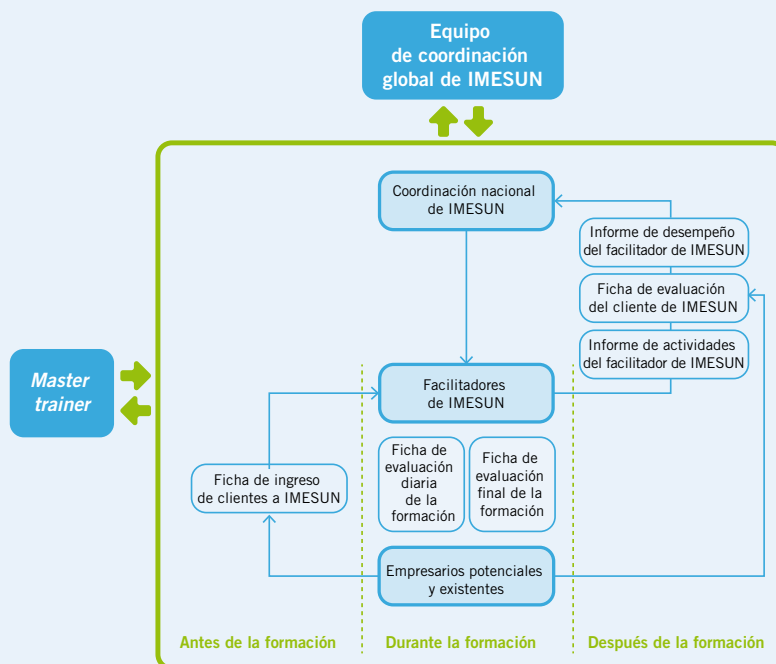 Equipo
de coordinación
global de IMESUN
Coordinación nacional
de IMESUN
Informe de desempeño
del facilitador de IMESUN
Ficha de evaluación
del cliente de IMESUN
Informe de actividades
del facilitador de IMESUN
Master
trainer
Facilitadores
de IMESUN
Ficha de
evaluación
diaria
de la
formación
Ficha de
evaluación
final de la
formación
Ficha de ingreso
de clientes a IMESUN
Empresarios potenciales
y existentes
Antes de la formación
Durante la formación
Después de la formación